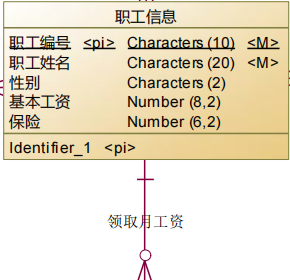 职工信息
职工编号 <pi> Characters (10) <M>
职工姓名 Characters (20) <M>
性别 Characters (2)
基本工资 Number (8,2)
保险 Number (6,2)
Identifier_1 <pi>
领取月工资